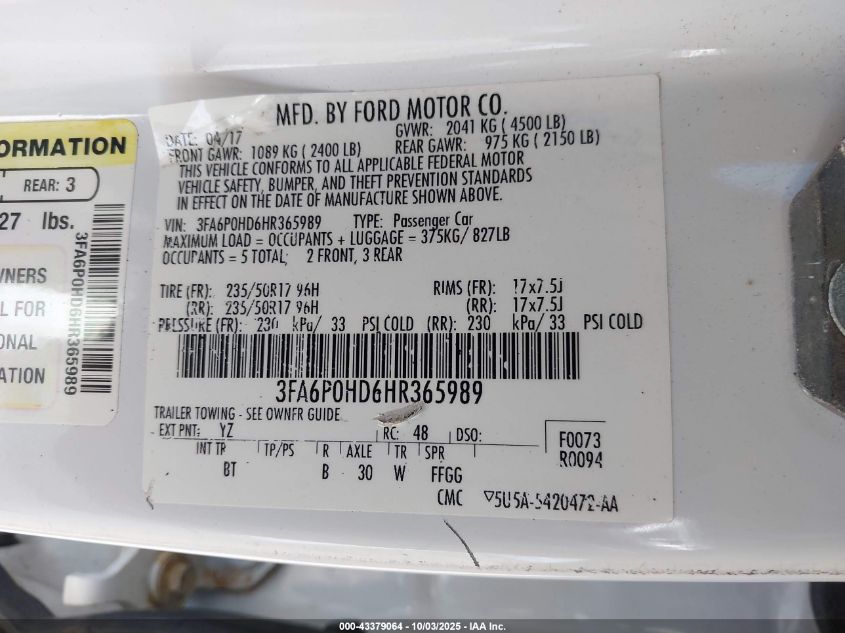 MFD. BY FORD MOTOR CO.
DATE: 04/17 GVWR: 2041 KG ( 4500 LB)
FRONT GAWR: 1089 KG ( 2400 LB) REAR GAWR: 975 KG ( 2150 LB)
THIS VEHICLE CONFORMS TO ALL APPLICABLE FEDERAL MOTOR
VEHICLE SAFETY, BUMPER, AND THEFT PREVENTION STANDARDS
IN EFFECT ON THE DATE OF MANUFACTURE SHOWN ABOVE.
VIN: 3FA6P0HD6HR365989 TYPE: Passenger Car
MAXIMUM LOAD = OCCUPANTS + LUGGAGE = 375KG/ 827LB
OCCUPANTS = 5 TOTAL; 2 FRONT, 3 REAR
TIRE (FR): 235/50R17 96H RIMS (FR): 17x7.5J
(RR): 235/50R17 96H (RR): 17x7.5J
PRESSURE (FR): 230 kPa/ 33 PSI COLD (RR): 230 kPa/ 33 PSI COLD
3FA6P0HD6HR365989
TRAILER TOWING - SEE OWNER GUIDE
EXT PNT: YZ RC: 48 DSO:
INT TR TP/PS R AXLE TR SPR
BT B 30 W FFGG
F0073
R0094
CMC ▽5U5A-5420472-AA
ORMATION
REAR: 3
27 lbs.
3FA6P0HD6HR365989
WNERS
L FOR
ONAL
ATION
000-43379064 - 10/03/2025 - IAA Inc.